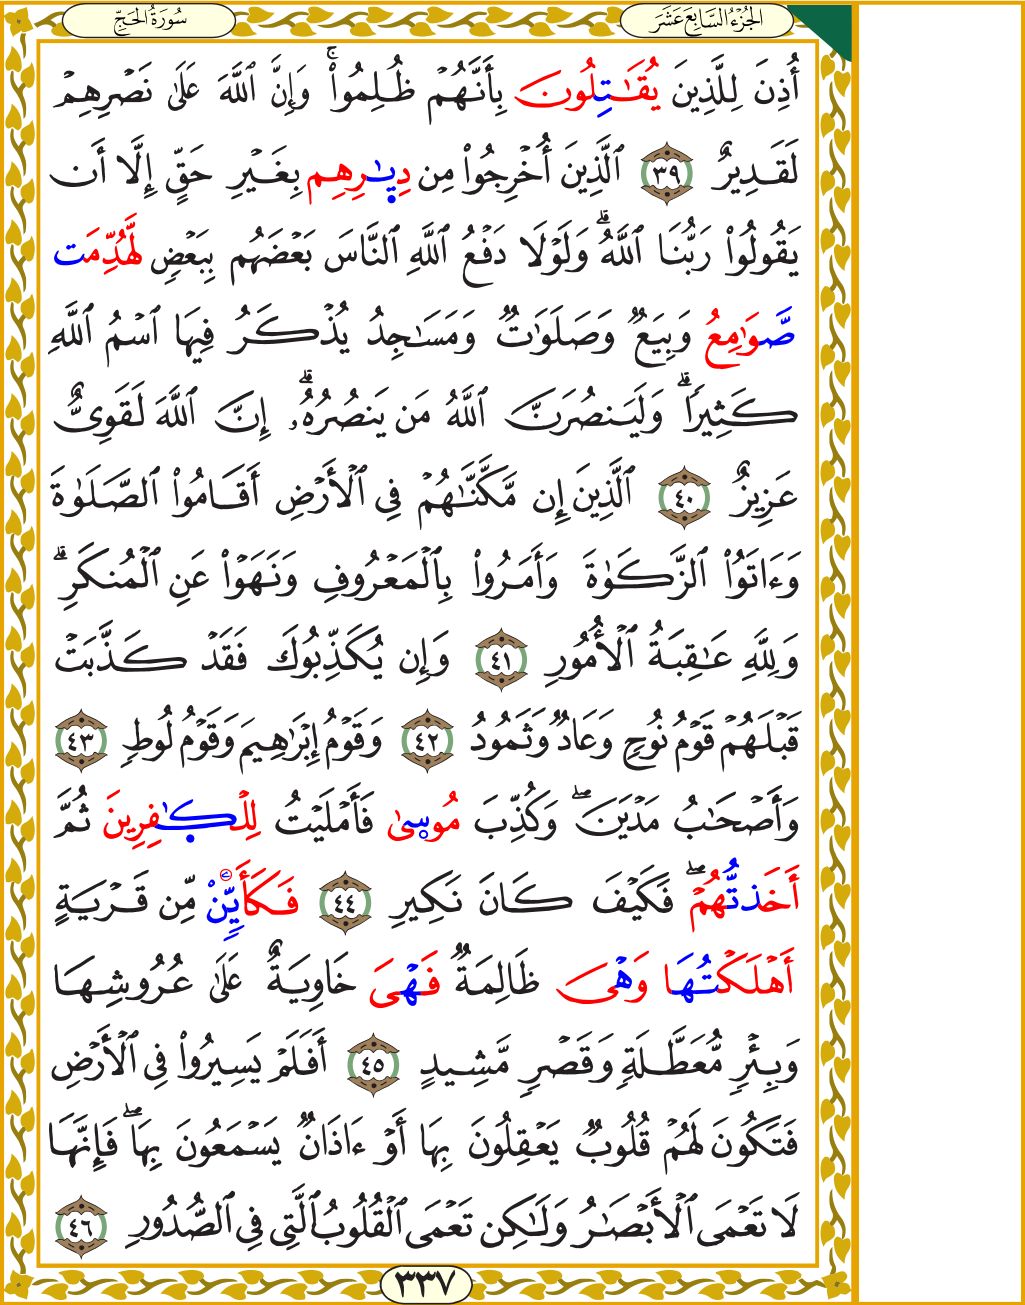 الجُزْءُ السَّابِعَ عَشَرَ
سُورَةُ الحَجِّ
أُذِنَ لِلَّذِينَ يُقَٰتِلُونَ بِأَنَّهُمۡ ظُلِمُواْۚ وَإِنَّ ٱللَّهَ عَلَىٰ نَصۡرِهِمۡ
لَقَدِيرٌ ٣٩ ٱلَّذِينَ أُخۡرِجُواْ مِن دِيَٰرِهِم بِغَيۡرِ حَقٍّ إِلَّآ أَن
يَقُولُواْ رَبُّنَا ٱللَّهُۗ وَلَوۡلَا دَفۡعُ ٱللَّهِ ٱلنَّاسَ بَعۡضَهُم بِبَعۡضٖ لَّهُدِّمَت
صَّوَٰمِعُ وَبِيَعٞ وَصَلَوَٰتٞ وَمَسَٰجِدُ يُذۡكَرُ فِيهَا ٱسۡمُ ٱللَّهِ
كَثِيرٗاۗ وَلَيَنصُرَنَّ ٱللَّهُ مَن يَنصُرُهُۥٓۗ إِنَّ ٱللَّهَ لَقَوِيٌّ
عَزِيزٌ ٤٠ ٱلَّذِينَ إِن مَّكَّنَّٰهُمۡ فِي ٱلۡأَرۡضِ أَقَامُواْ ٱلصَّلَوٰةَ
وَءَاتَوُاْ ٱلزَّكَوٰةَ وَأَمَرُواْ بِٱلۡمَعۡرُوفِ وَنَهَوۡاْ عَنِ ٱلۡمُنكَرِۗ
وَلِلَّهِ عَٰقِبَةُ ٱلۡأُمُورِ ٤١ وَإِن يُكَذِّبُوكَ فَقَدۡ كَذَّبَتۡ
قَبۡلَهُمۡ قَوۡمُ نُوحٖ وَعَادٞ وَثَمُودُ ٤٢ وَقَوۡمُ إِبۡرَٰهِيمَ وَقَوۡمُ لُوطٖ ٤٣
وَأَصۡحَٰبُ مَدۡيَنَۖ وَكُذِّبَ مُوسَىٰ فَأَمۡلَيۡتُ لِلۡكَٰفِرِينَ ثُمَّ
أَخَذتُّهُمۡۖ فَكَيۡفَ كَانَ نَكِيرِ ٤٤ فَكَأَيِّنۡ مِّن قَرۡيَةٍ
أَهۡلَكۡتُهَا وَهۡيَ ظَالِمَةٞ فَهۡيَ خَاوِيَةٌ عَلَىٰ عُرُوشِهَا
وَبِئۡرٖ مُّعَطَّلَةٖ وَقَصۡرٖ مَّشِيدٍ ٤٥ أَفَلَمۡ يَسِيرُواْ فِي ٱلۡأَرۡضِ
فَتَكُونَ لَهُمۡ قُلُوبٞ يَعۡقِلُونَ بِهَآ أَوۡ ءَاذَانٞ يَسۡمَعُونَ بِهَاۖ فَإِنَّهَا
لَا تَعۡمَى ٱلۡأَبۡصَٰرُ وَلَٰكِن تَعۡمَى ٱلۡقُلُوبُ ٱلَّتِي فِي ٱلصُّدُورِ ٤٦
٣٣٧